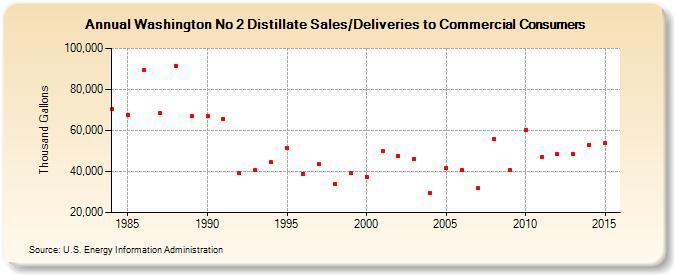 Annual Washington No 2 Distillate Sales/Deliveries to Commercial Consumers
Thousand Gallons
100,000
80,000
60,000
40,000
20,000
1985 1990 1995 2000 2005 2010 2015
Source: U.S. Energy Information Administration